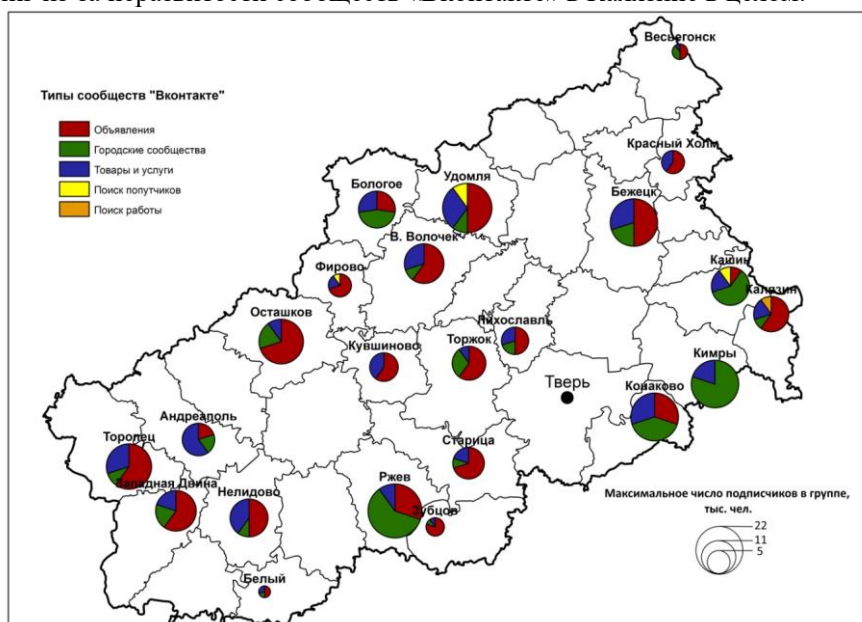 Типы сообществ "Вконтакте"
Объявления
Городские сообщества
Товары и услуги
Поиск попутчиков
Поиск работы
Весьегонск
Красный Холм
Удомля
Бологое
Бежецк
В. Волочек
Фирово
Кашин
Калязин
Осташков
Лихославль
Кувшиново
Торжок
Кимры
Тверь
Конаково
Андреаполь
Торопец
Старица
Западная Двина
Нелидово
Ржев
Зубцов
Белый
Максимальное число подписчиков в группе,
тыс. чел.
22
11
5